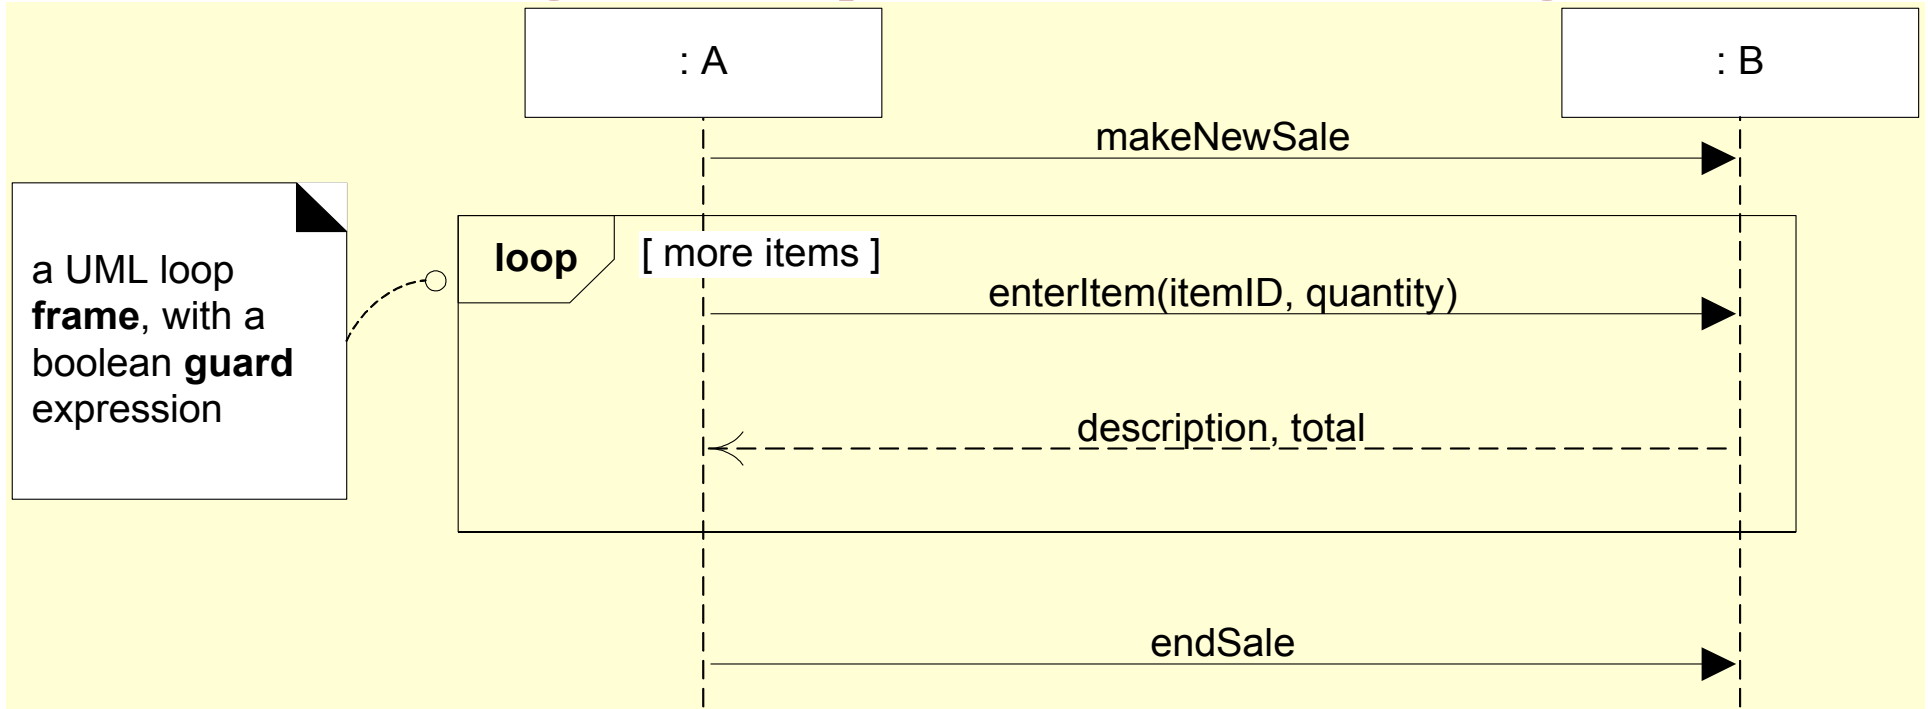 : A
: B
makeNewSale
loop
[ more items ]
a UML loop
frame, with a
boolean guard
expression
enterItem(itemID, quantity)
description, total
endSale